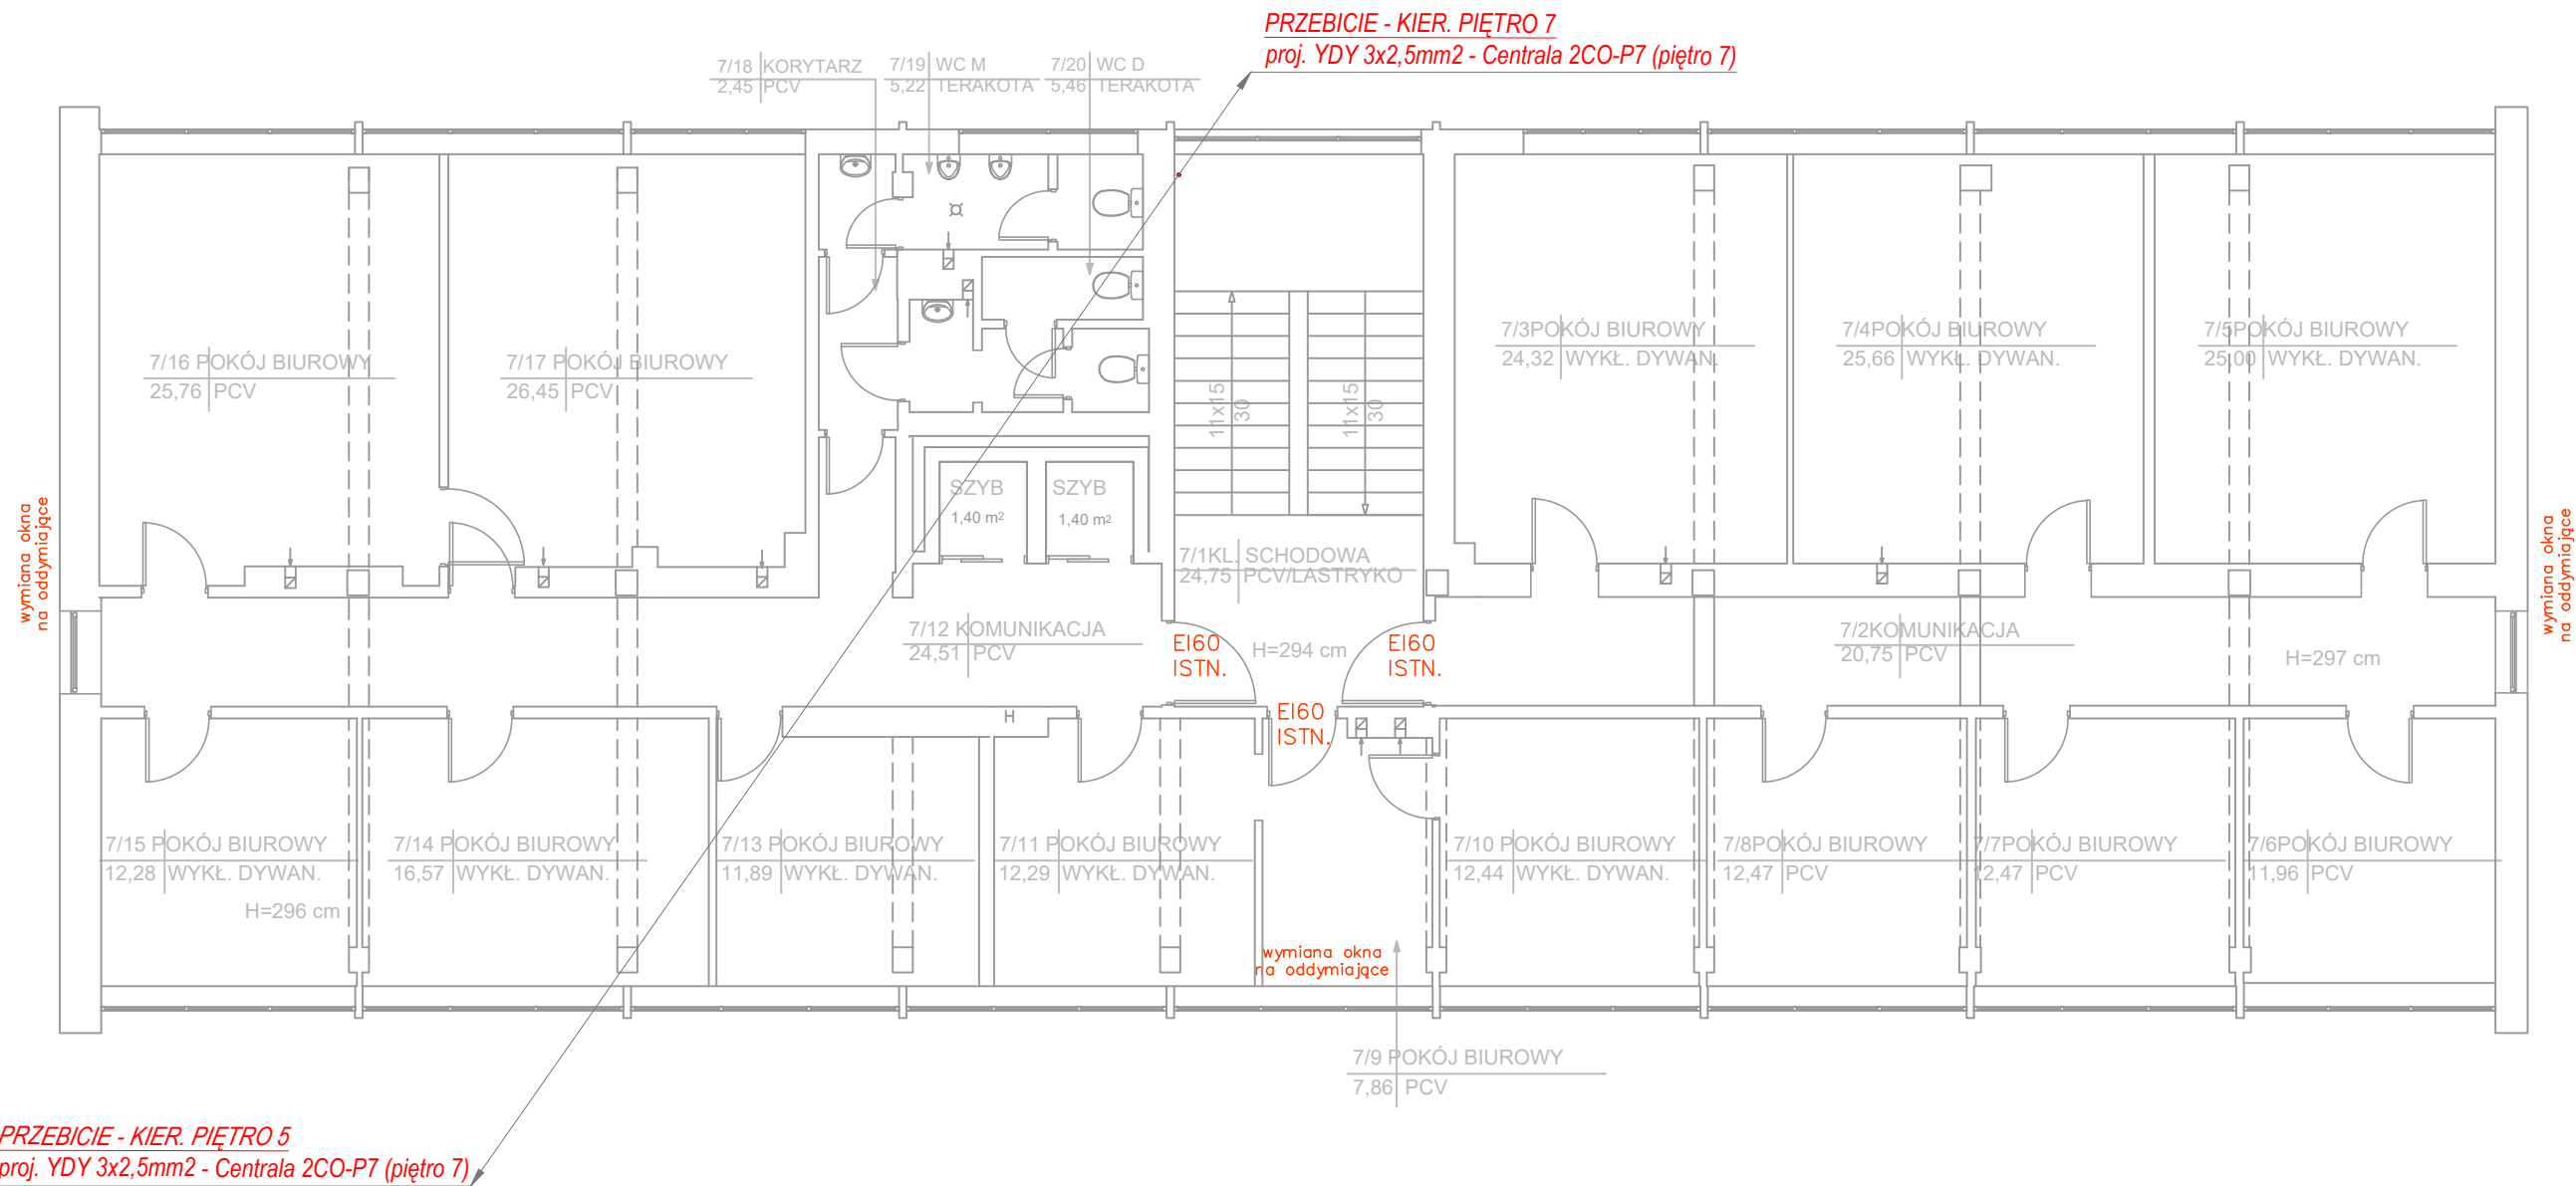 PRZEBICIE - KIER. PIĘTRO 7
proj. YDY 3x2,5mm2 - Centrala 2CO-P7 (piętro 7)
7/18 KORYTARZ
2,45 PCV
7/19 WC M
5,22 TERAKOTA
7/20 WC D
5,46 TERAKOTA
7/16 POKÓJ BIUROWY
25,76 PCV
7/17 POKÓJ BIUROWY
26,45 PCV
7/3POKÓJ BIUROWY
24,32 WYKŁ. DYWAN.
7/4POKÓJ BIUROWY
25,66 WYKŁ. DYWAN.
7/5POKÓJ BIUROWY
25,00 WYKŁ. DYWAN.
11x15
30
11x15
30
SZYB
1,40 m2
SZYB
1,40 m2
wymiana okna
na oddymiające
wymiana okna
na oddymiające
7/1KL. SCHODOWA
24,75 PCV/LASTRYKO
7/12 KOMUNIKACJA
24,51 PCV
EI60
ISTN.
H=294 cm
EI60
ISTN.
7/2KOMUNIKACJA
20,75 PCV
H=297 cm
H
EI60
ISTN.
7/15 POKÓJ BIUROWY
12,28 WYKŁ. DYWAN.
H=296 cm
7/14 POKÓJ BIUROWY
16,57 WYKŁ. DYWAN.
7/13 POKÓJ BIUROWY
11,89 WYKŁ. DYWAN.
7/11 POKÓJ BIUROWY
12,29 WYKŁ. DYWAN.
7/10 POKÓJ BIUROWY
12,44 WYKŁ. DYWAN.
7/8POKÓJ BIUROWY
12,47 PCV
7/7POKÓJ BIUROWY
12,47 PCV
7/6POKÓJ BIUROWY
11,96 PCV
wymiana okna
na oddymiające
7/9 POKÓJ BIUROWY
7,86 PCV
PRZEBICIE - KIER. PIĘTRO 5
proj. YDY 3x2,5mm2 - Centrala 2CO-P7 (piętro 7)